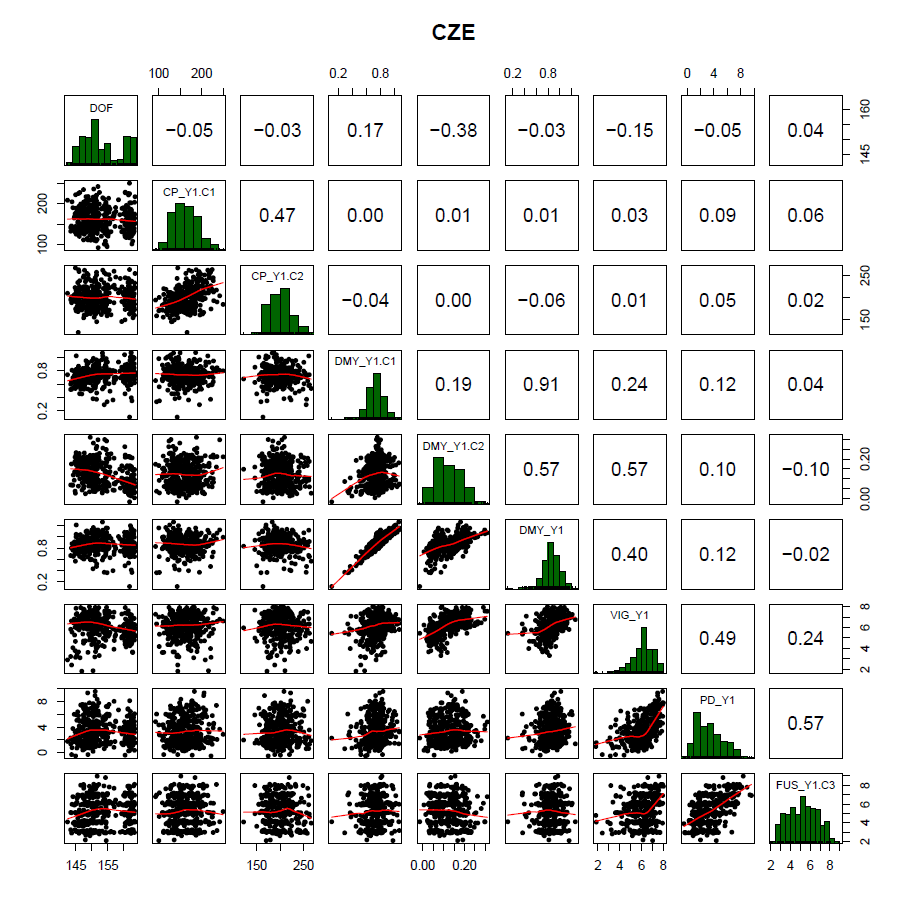 CZE
100 200 0.2 0.8 0.2 0.8 0 4 8
DOF −0.05 −0.03 0.17 −0.38 −0.03 −0.15 −0.05 0.04 145 160
100 200 CP_Y1.C1 0.47 0.00 0.01 0.01 0.03 0.09 0.06
CP_Y1.C2 −0.04 0.00 −0.06 0.01 0.05 0.02 150 250
0.2 0.8 DMY_Y1.C1 0.19 0.91 0.24 0.12 0.04
DMY_Y1.C2 0.57 0.57 0.10 −0.10 0.00 0.20
0.2 0.8 DMY_Y1 0.40 0.12 −0.02
VIG_Y1 0.49 0.24 2 4 6 8
0 4 8 PD_Y1 0.57
FUS_Y1.C3 2 4 6 8
145 155 150 250 0.00 0.20 2 4 6 8 2 4 6 8